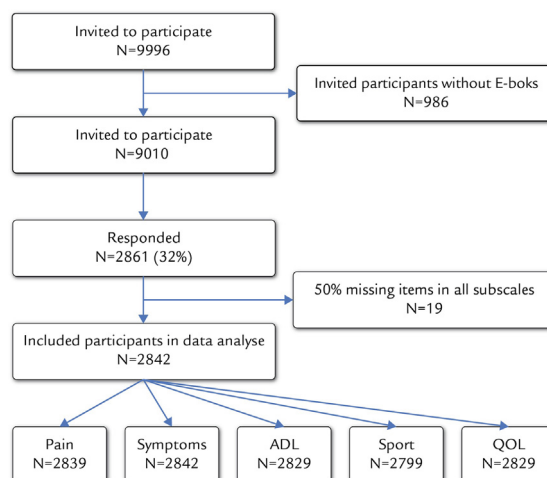 Invited to participate
N=9996
Invited participants without E-boks
N=986
Invited to participate
N=9010
Responded
N=2861 (32%)
50% missing items in all subscales
N=19
Included participants in data analyse
N=2842
Pain
N=2839
Symptoms
N=2842
ADL
N=2829
Sport
N=2799
QOL
N=2829